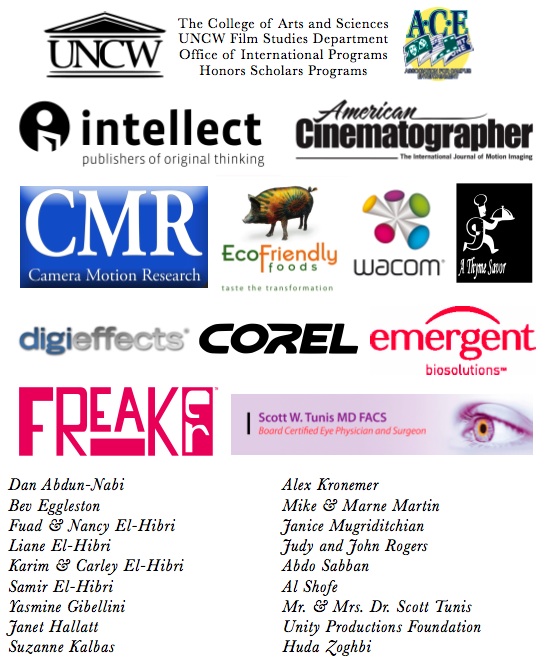 UNCW
The College of Arts and Sciences
UNCW Film Studies Department
Office of International Programs
Honors Scholars Programs
A.C.E
ASSOCIATION FOR CAMPUS
ENTERTAINMENT
intellect
publishers of original thinking
American
Cinematographer
The International Journal of Motion Imaging
CMR
Camera Motion Research
EcoFriendly
foods
taste the transformation
wacom
A Thyme Savor
digieffects
COREL
emergent
biosolutions℠
FREAK
Scott W. Tunis MD FACS
Board Certified Eye Physician and Surgeon
Dan Abdun-Nabi
Bev Eggleston
Fuad & Nancy El-Hibri
Liane El-Hibri
Karim & Carley El-Hibri
Samir El-Hibri
Yasmine Gibellini
Janet Hallatt
Suzanne Kalbas
Alex Kronemer
Mike & Marne Martin
Janice Mugriditchian
Judy and John Rogers
Abdo Sabban
Al Shofe
Mr. & Mrs. Dr. Scott Tunis
Unity Productions Foundation
Huda Zoghbi